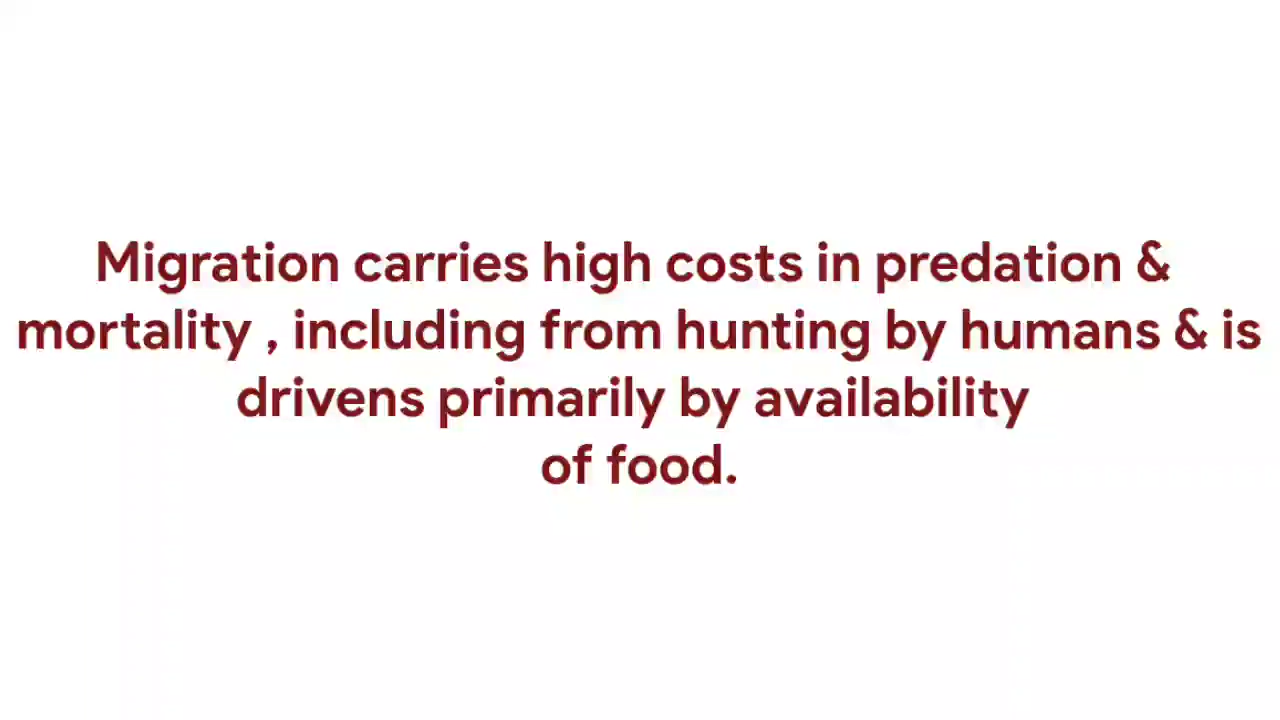 Migration carries high costs in predation &
mortality , including from hunting by humans & is
drivens primarily by availability
of food.